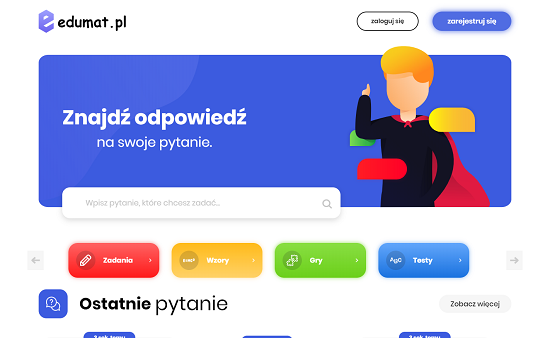 edumat.pl
zaloguj się
zarejestruj się
Znajdź odpowiedź
na swoje pytanie.
Wpisz pytanie, które chcesz zadać...
Zadania
Wzory
Gry
ABC
Testy
Ostatnie pytanie
Zobacz więcej